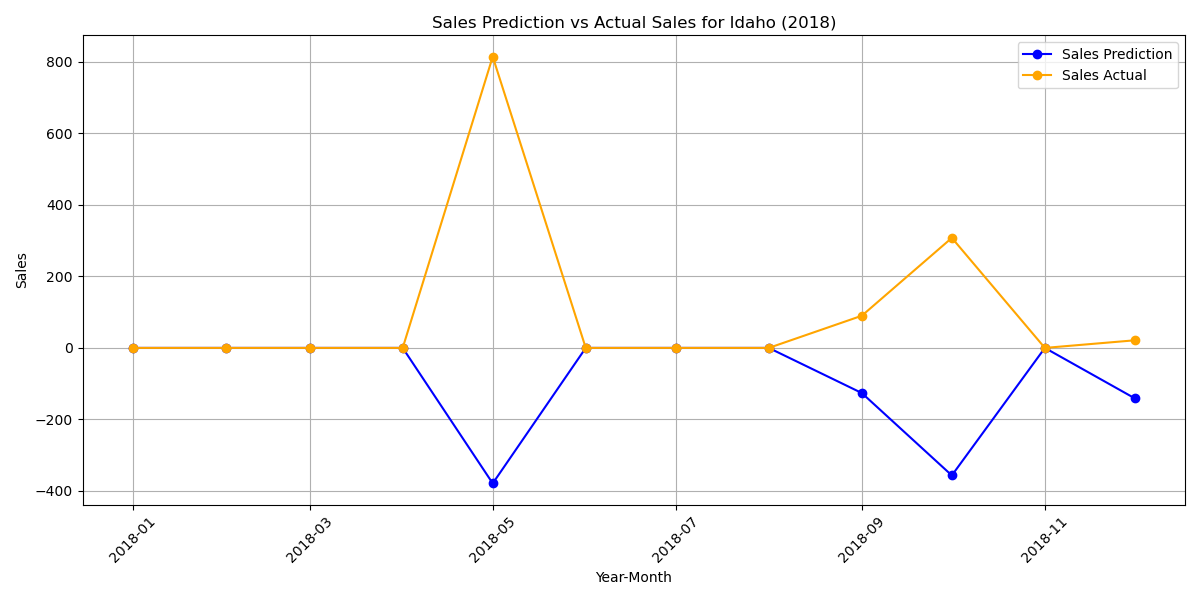 Sales Prediction vs Actual Sales for Idaho (2018)
Sales Prediction
Sales Actual
800
600
400
200
0
−200
−400
Sales
2018-01
2018-03
2018-05
2018-07
2018-09
2018-11
Year-Month